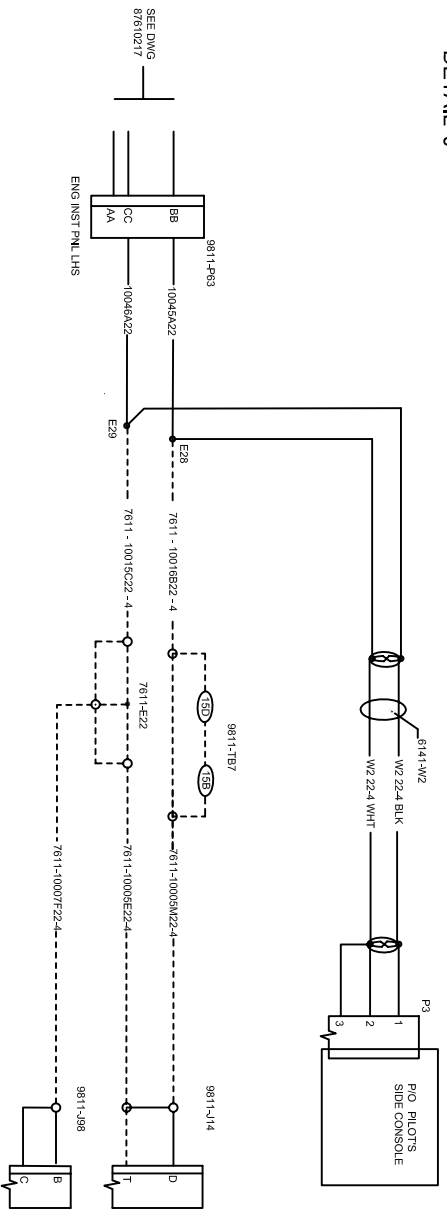 DETAIL
SEE DWG
87610217
ENG INST PNL LHS
BB
CC
AA
9811-P63
10045A22
10046A22
E28
E29
7611 - 10016B22 - 4
7611 - 10015C22 - 4
9811-TB7
15D
15B
7611-E22
7611-10005M22-4
7611-10005E22-4
7611-10007F22-4
9811-J14
D
T
9811-J98
B
C
6141-W2
W2 22-4 BLK
W2 22-4 WHT
P3
1
2
3
P/O PILOT'S
SIDE CONSOLE